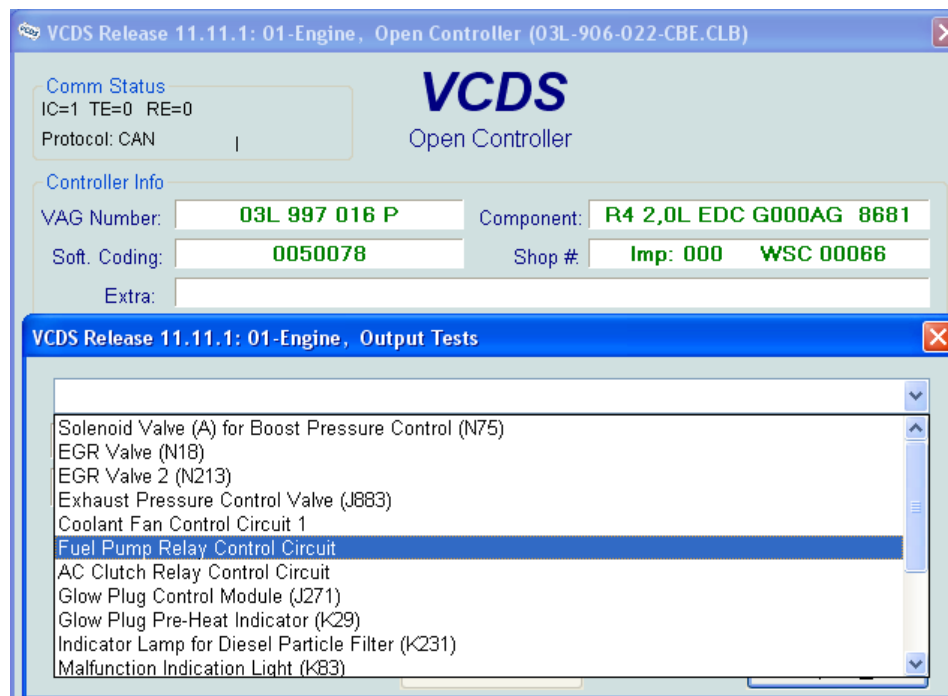 VCDS Release 11.11.1: 01-Engine, Open Controller (03L-906-022-CBE.CLB)
Comm Status
IC=1 TE=0 RE=0
Protocol: CAN
VCDS
Open Controller
Controller Info
VAG Number: 03L 997 016 P Component: R4 2,0L EDC G000AG 8681
Soft. Coding: 0050078 Shop #: Imp: 000 WSC 00066
Extra:
VCDS Release 11.11.1: 01-Engine, Output Tests
Solenoid Valve (A) for Boost Pressure Control (N75)
EGR Valve (N18)
EGR Valve 2 (N213)
Exhaust Pressure Control Valve (J883)
Coolant Fan Control Circuit 1
Fuel Pump Relay Control Circuit
AC Clutch Relay Control Circuit
Glow Plug Control Module (J271)
Glow Plug Pre-Heat Indicator (K29)
Indicator Lamp for Diesel Particle Filter (K231)
Malfunction Indication Light (K83)